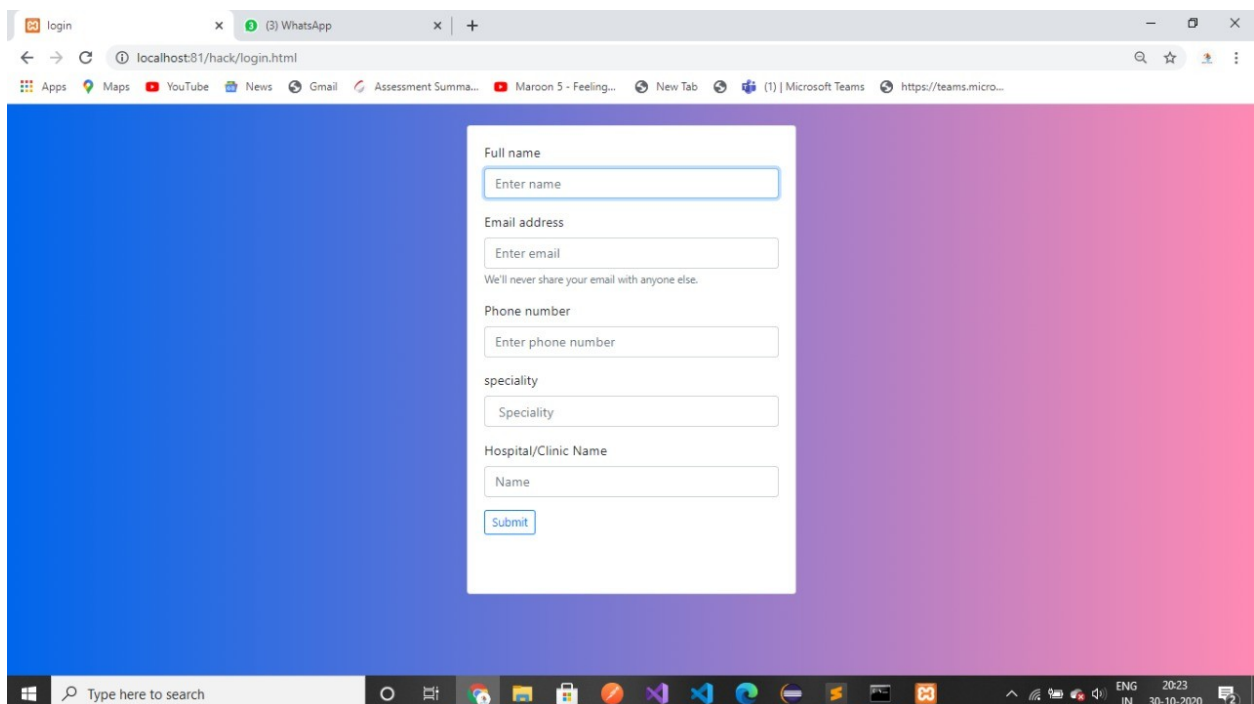 login
(3) WhatsApp
localhost:81/hack/login.html
Apps Maps YouTube News Gmail Assessment Summa... Maroon 5 - Feeling... New Tab (1) | Microsoft Teams https://teams.micro...
Full name
Enter name
Email address
Enter email
We'll never share your email with anyone else.
Phone number
Enter phone number
speciality
Speciality
Hospital/Clinic Name
Name
Submit
Type here to search
ENG
IN
20:23
30-10-2020
2